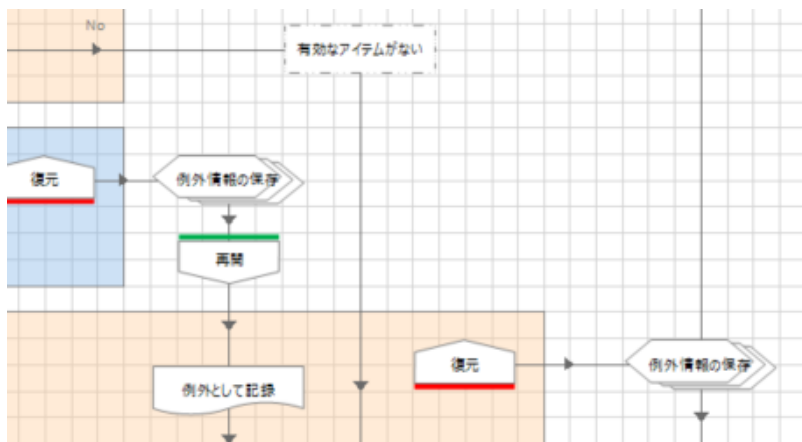 No
有効なアイテムがない
復元
例外情報の保存
再開
復元
例外情報の保存
例外として記録